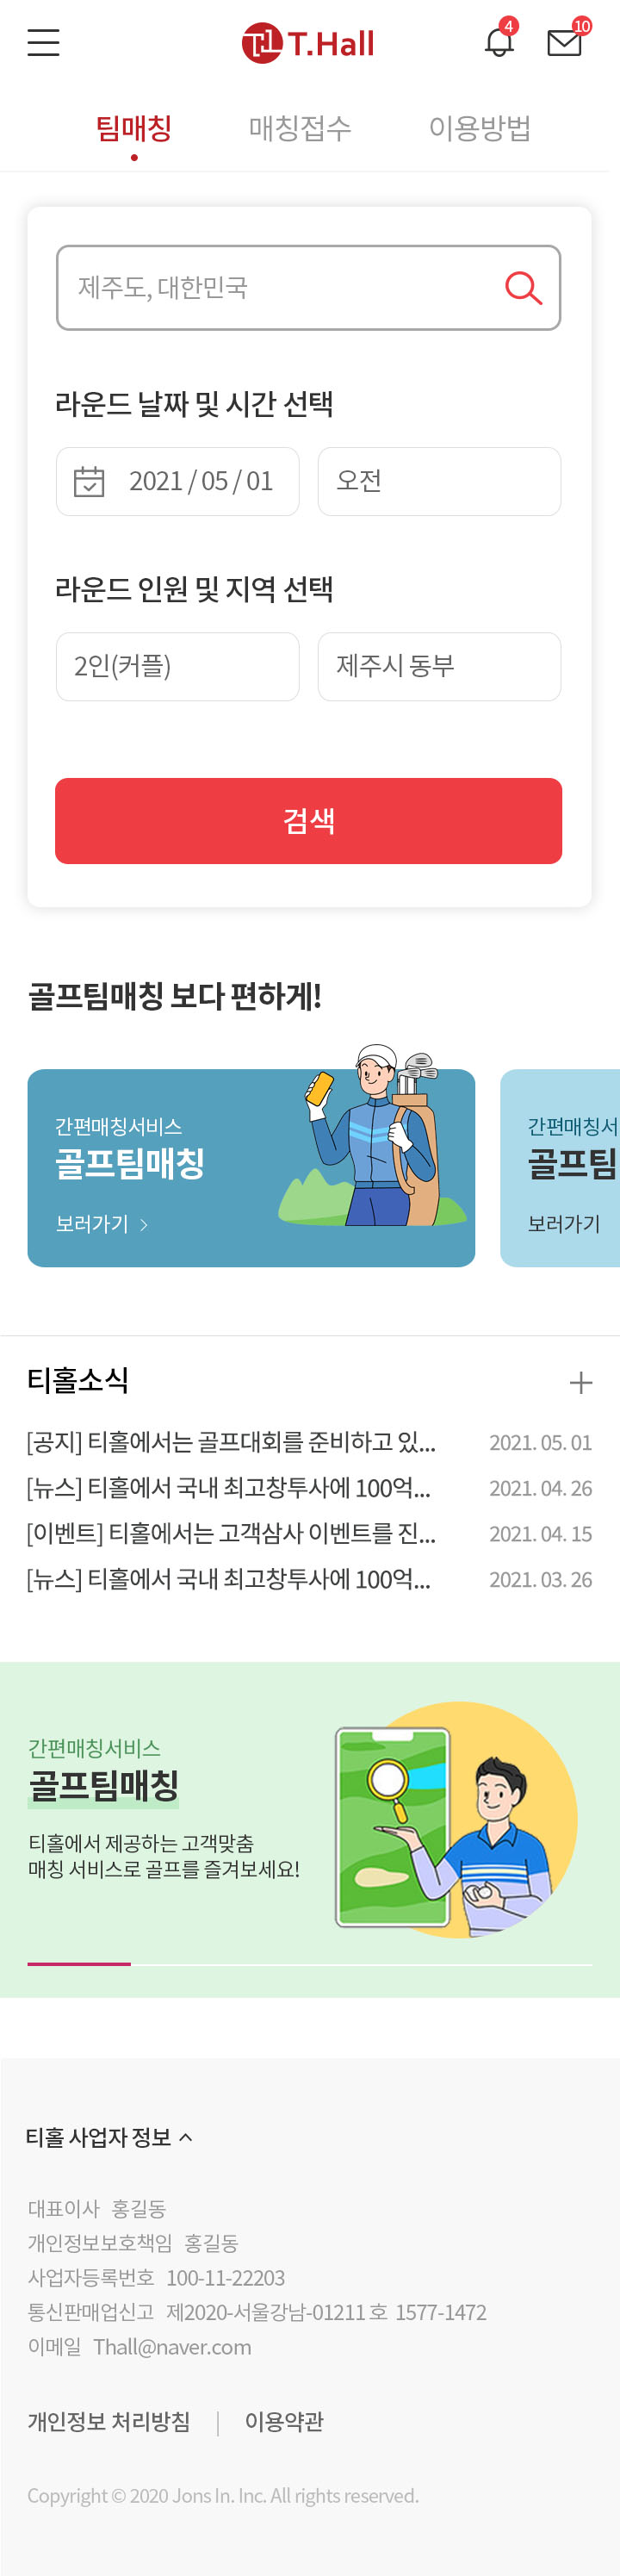 T.Hall
4
10
팀매칭
매칭접수
이용방법
제주도, 대한민국
라운드 날짜 및 시간 선택
2021 / 05 / 01
오전
라운드 인원 및 지역 선택
2인(커플)
제주시 동부
검색
골프팀매칭 보다 편하게!
간편매칭서비스
골프팀매칭
보러가기
간편매칭서
골프팀
보러가기
티홀소식
[공지] 티홀에서는 골프대회를 준비하고 있... 2021. 05. 01
[뉴스] 티홀에서 국내 최고창투사에 100억... 2021. 04. 26
[이벤트] 티홀에서는 고객삼사 이벤트를 진... 2021. 04. 15
[뉴스] 티홀에서 국내 최고창투사에 100억... 2021. 03. 26
간편매칭서비스
골프팀매칭
티홀에서 제공하는 고객맞춤
매칭 서비스로 골프를 즐겨보세요!
티홀 사업자 정보
대표이사 홍길동
개인정보보호책임 홍길동
사업자등록번호 100-11-22203
통신판매업신고 제2020-서울강남-01211 호 1577-1472
이메일 Thall@naver.com
개인정보 처리방침 | 이용약관
Copyright © 2020 Jons In. Inc. All rights reserved.